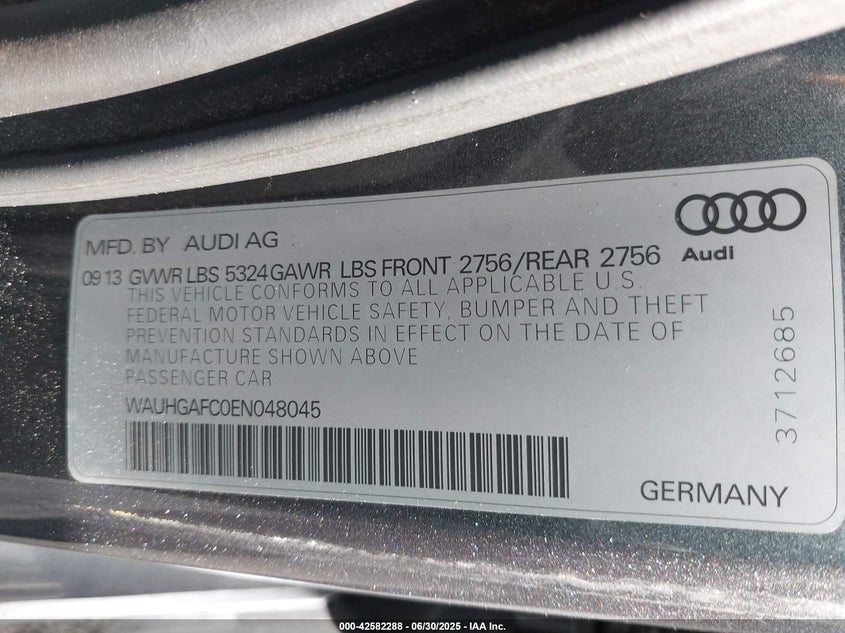 MFD. BY AUDI AG
Audi
09 13 GVWR LBS 5324 GAWR LBS FRONT 2756/REAR 2756
THIS VEHICLE CONFORMS TO ALL APPLICABLE U.S.
FEDERAL MOTOR VEHICLE SAFETY, BUMPER AND THEFT
PREVENTION STANDARDS IN EFFECT ON THE DATE OF
MANUFACTURE SHOWN ABOVE
PASSENGER CAR
WAUHGAFC0EN048045
3712685
GERMANY
000-42582288 - 06/30/2025 - IAA Inc.